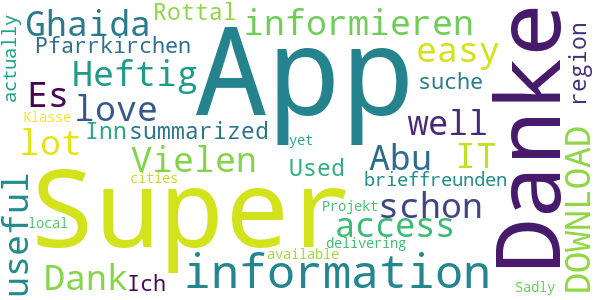 Rottal
Ghaida
informieren
Danke
actually
Pfarrkirchen
App
easy
region
Heftig
suche
Es
love
well
DOWNLOAD
Klasse
lot
Inn
summarized
yet
Vielen
Abu
IT
Used
brieffreunden
useful
Super
cities
schon
Projekt
access
local
delivering
Dank
Ich
information
available
Sadly